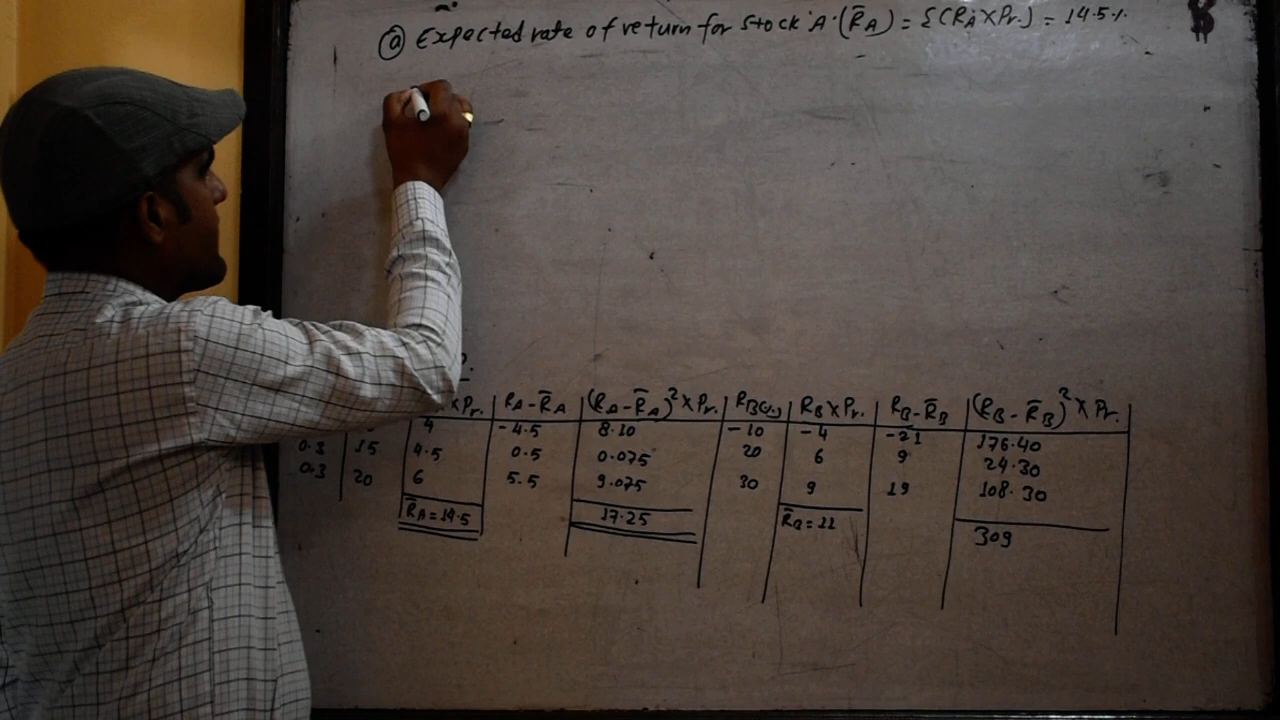 ⓐ Expected rate of return for Stock 'A' (R̄A) = Σ(RA×Pr.) = 14.5%
×Pr. RA-R̄A (RA-R̄A)²×Pr. RB(%) RB×Pr. RB-R̄B (RB-R̄B)²×Pr.
4 -4.5 8.10 -10 -4 -21 176.40
0.3 15 4.5 0.5 0.075 20 6 9 24.30
0.3 20 6 5.5 9.075 30 9 19 108.30
R̄A=14.5 17.25 R̄B=11 309